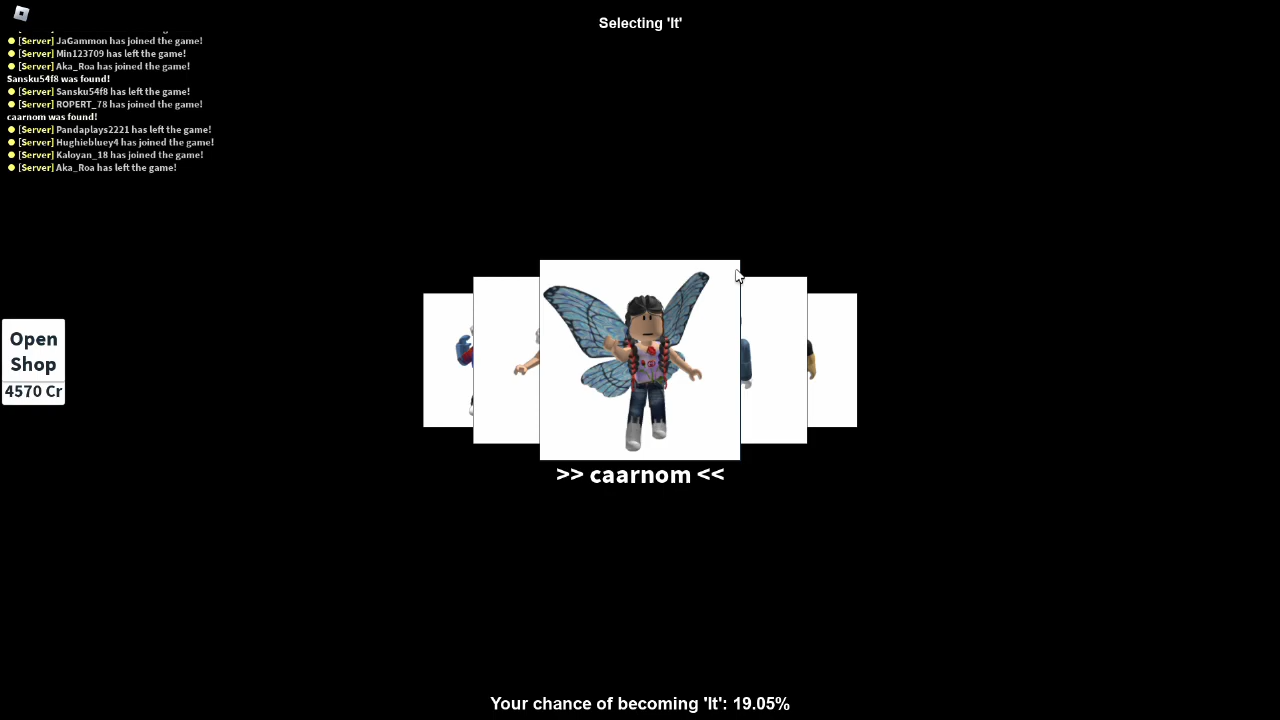 Selecting 'It'
[Server] JaGammon has joined the game!
[Server] Min123709 has left the game!
[Server] Aka_Roa has joined the game!
Sansku54f8 was found!
[Server] Sansku54f8 has left the game!
[Server] ROPERT_78 has joined the game!
caarnom was found!
[Server] Pandaplays2221 has left the game!
[Server] Hughiebluey4 has joined the game!
[Server] Kaloyan_18 has joined the game!
[Server] Aka_Roa has left the game!
Open
Shop
4570 Cr
>> caarnom <<
Your chance of becoming 'It': 19.05%